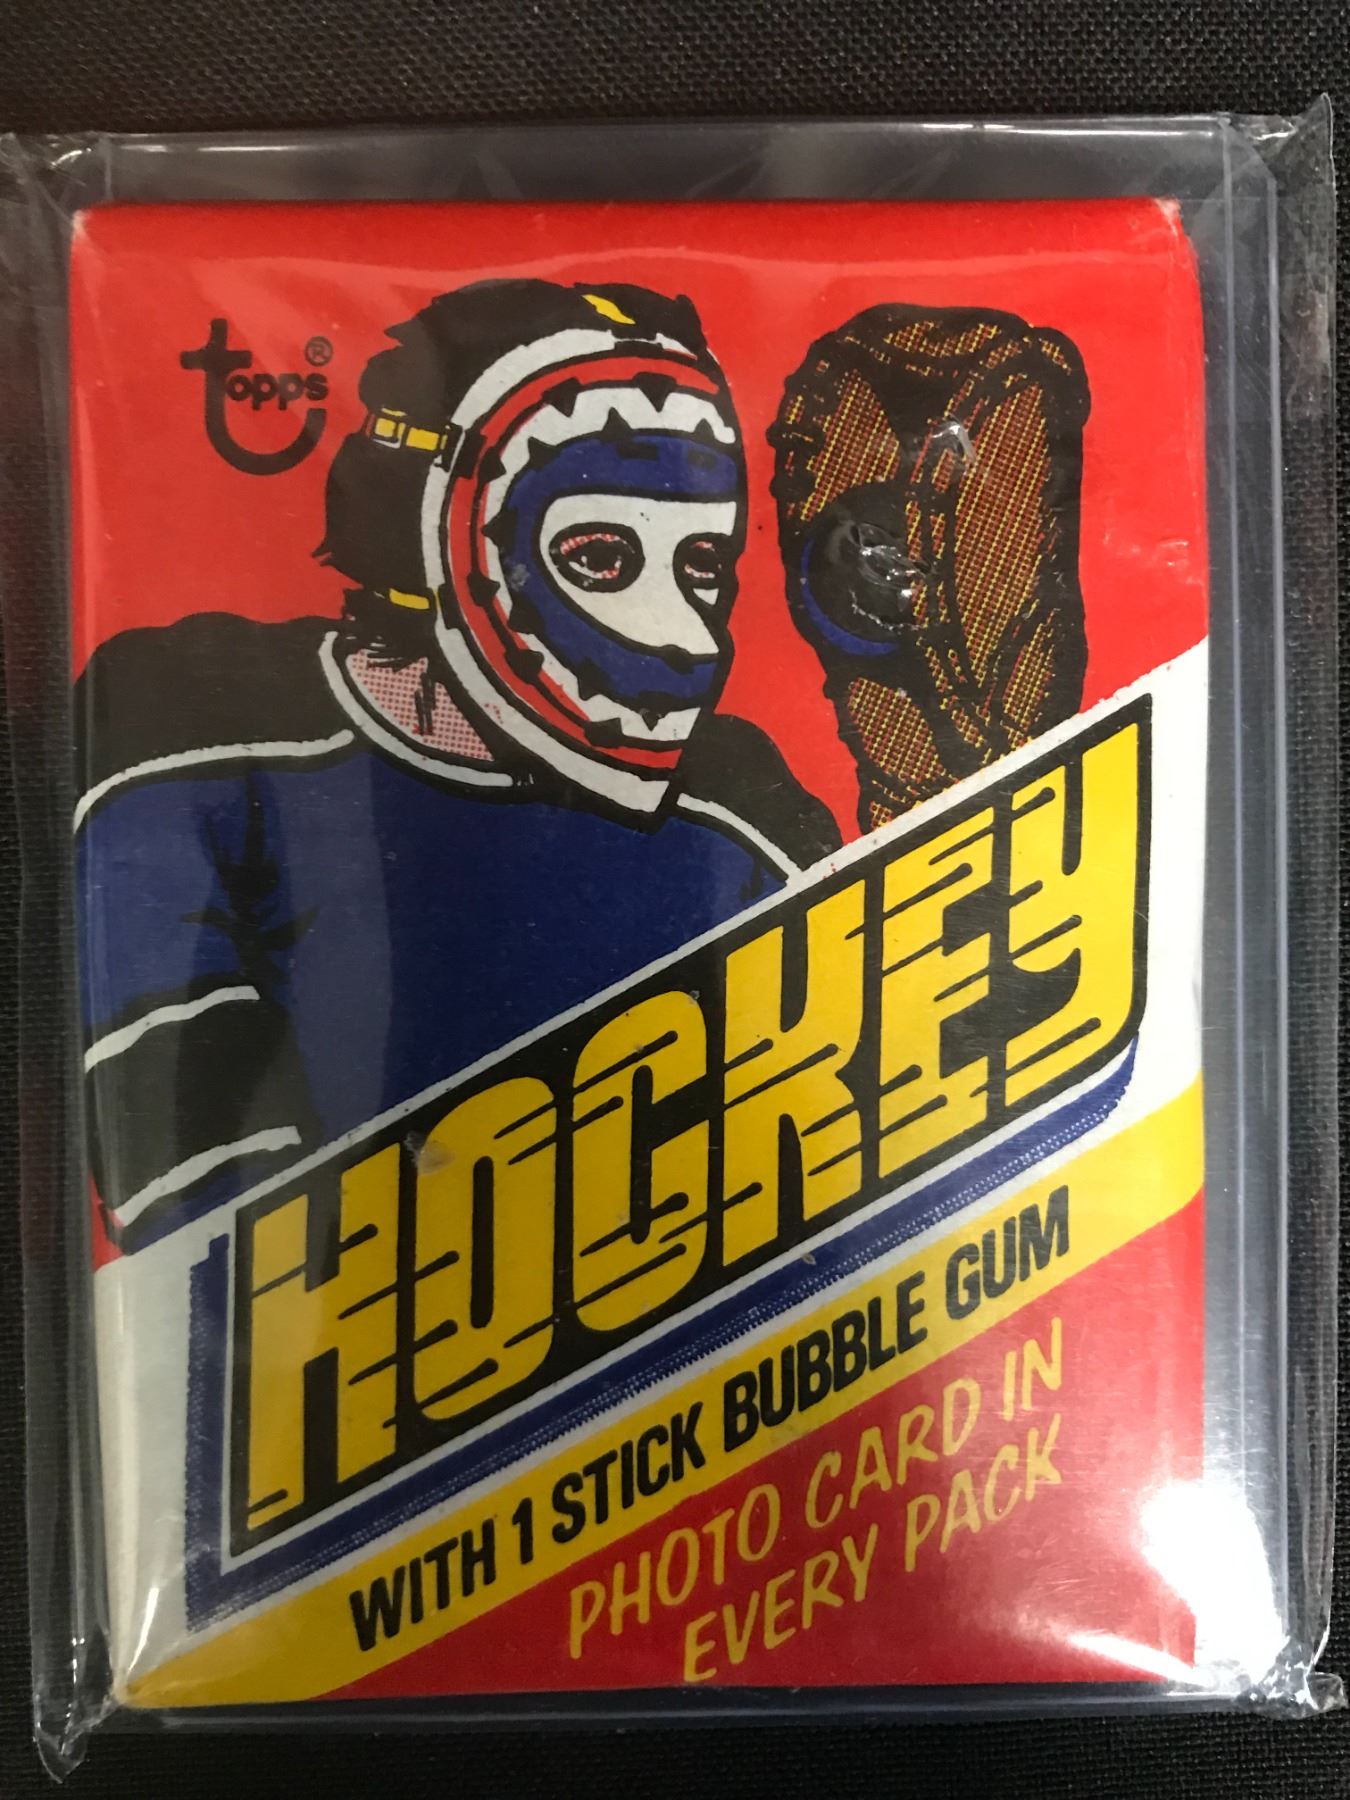 topps®
HOCKEY
WITH 1 STICK BUBBLE GUM
PHOTO CARD IN
EVERY PACK